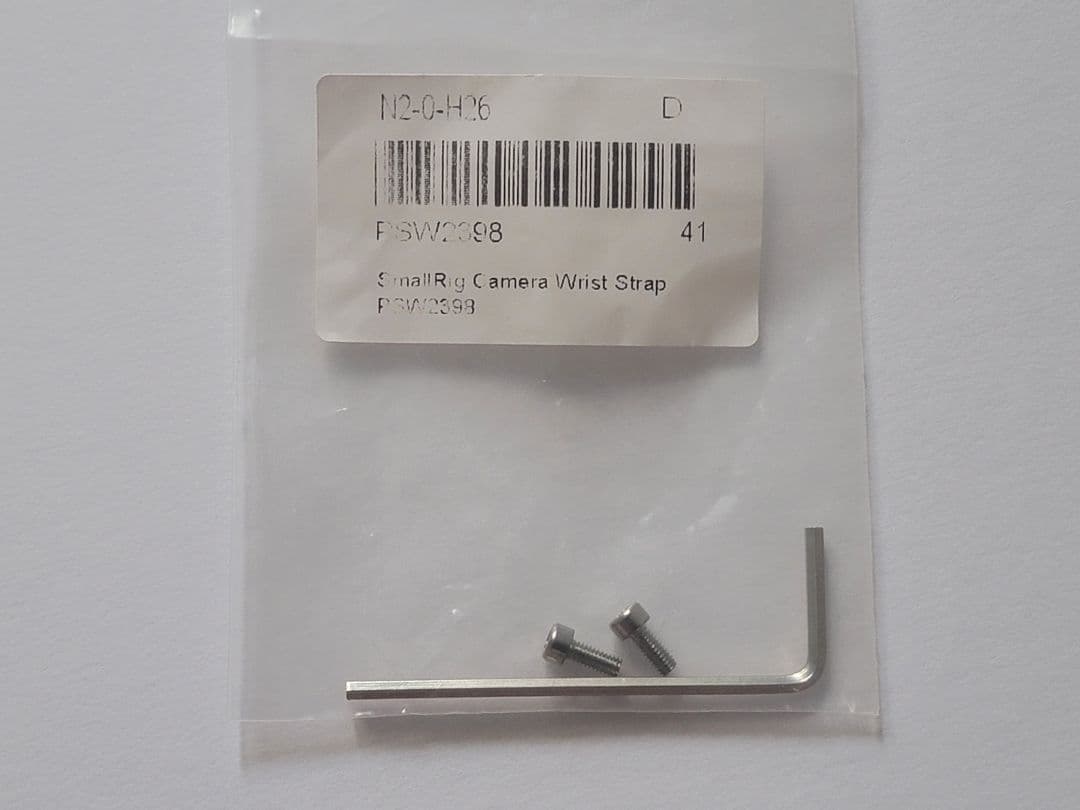 N2-0-H26 D
PSW2398 41
SmallRig Camera Wrist Strap
PSW2398